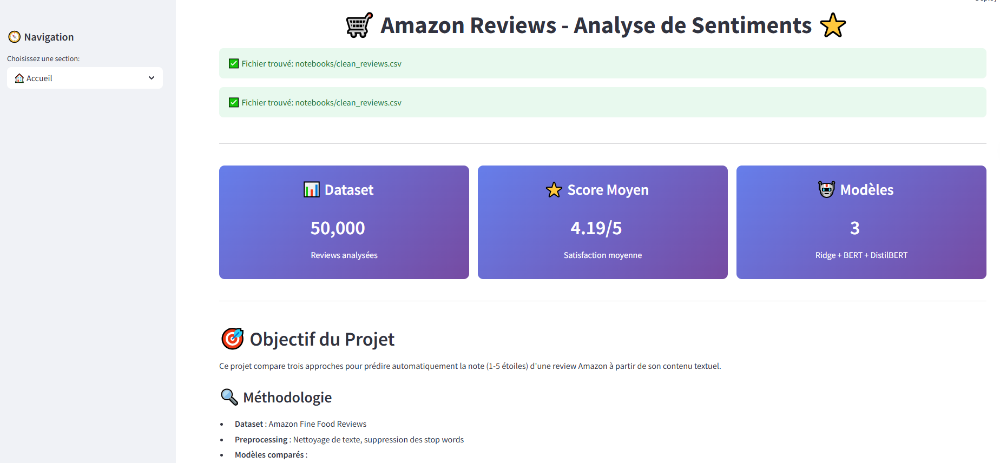 Navigation
Choisissez une section:
Accueil
Amazon Reviews - Analyse de Sentiments
Fichier trouvé: notebooks/clean_reviews.csv
Fichier trouvé: notebooks/clean_reviews.csv
Dataset
50,000
Reviews analysées
Score Moyen
4.19/5
Satisfaction moyenne
Modèles
3
Ridge + BERT + DistilBERT
Objectif du Projet
Ce projet compare trois approches pour prédire automatiquement la note (1-5 étoiles) d'une review Amazon à partir de son contenu textuel.
Méthodologie
• Dataset : Amazon Fine Food Reviews
• Preprocessing : Nettoyage de texte, suppression des stop words
• Modèles comparés :